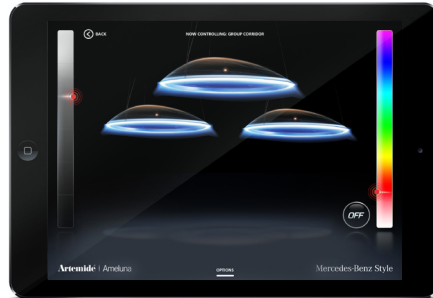 BACK
NOW CONTROLLING: GROUP CORRIDOR
OFF
Artemide | Ameluna
OPTIONS
Mercedes-Benz Style